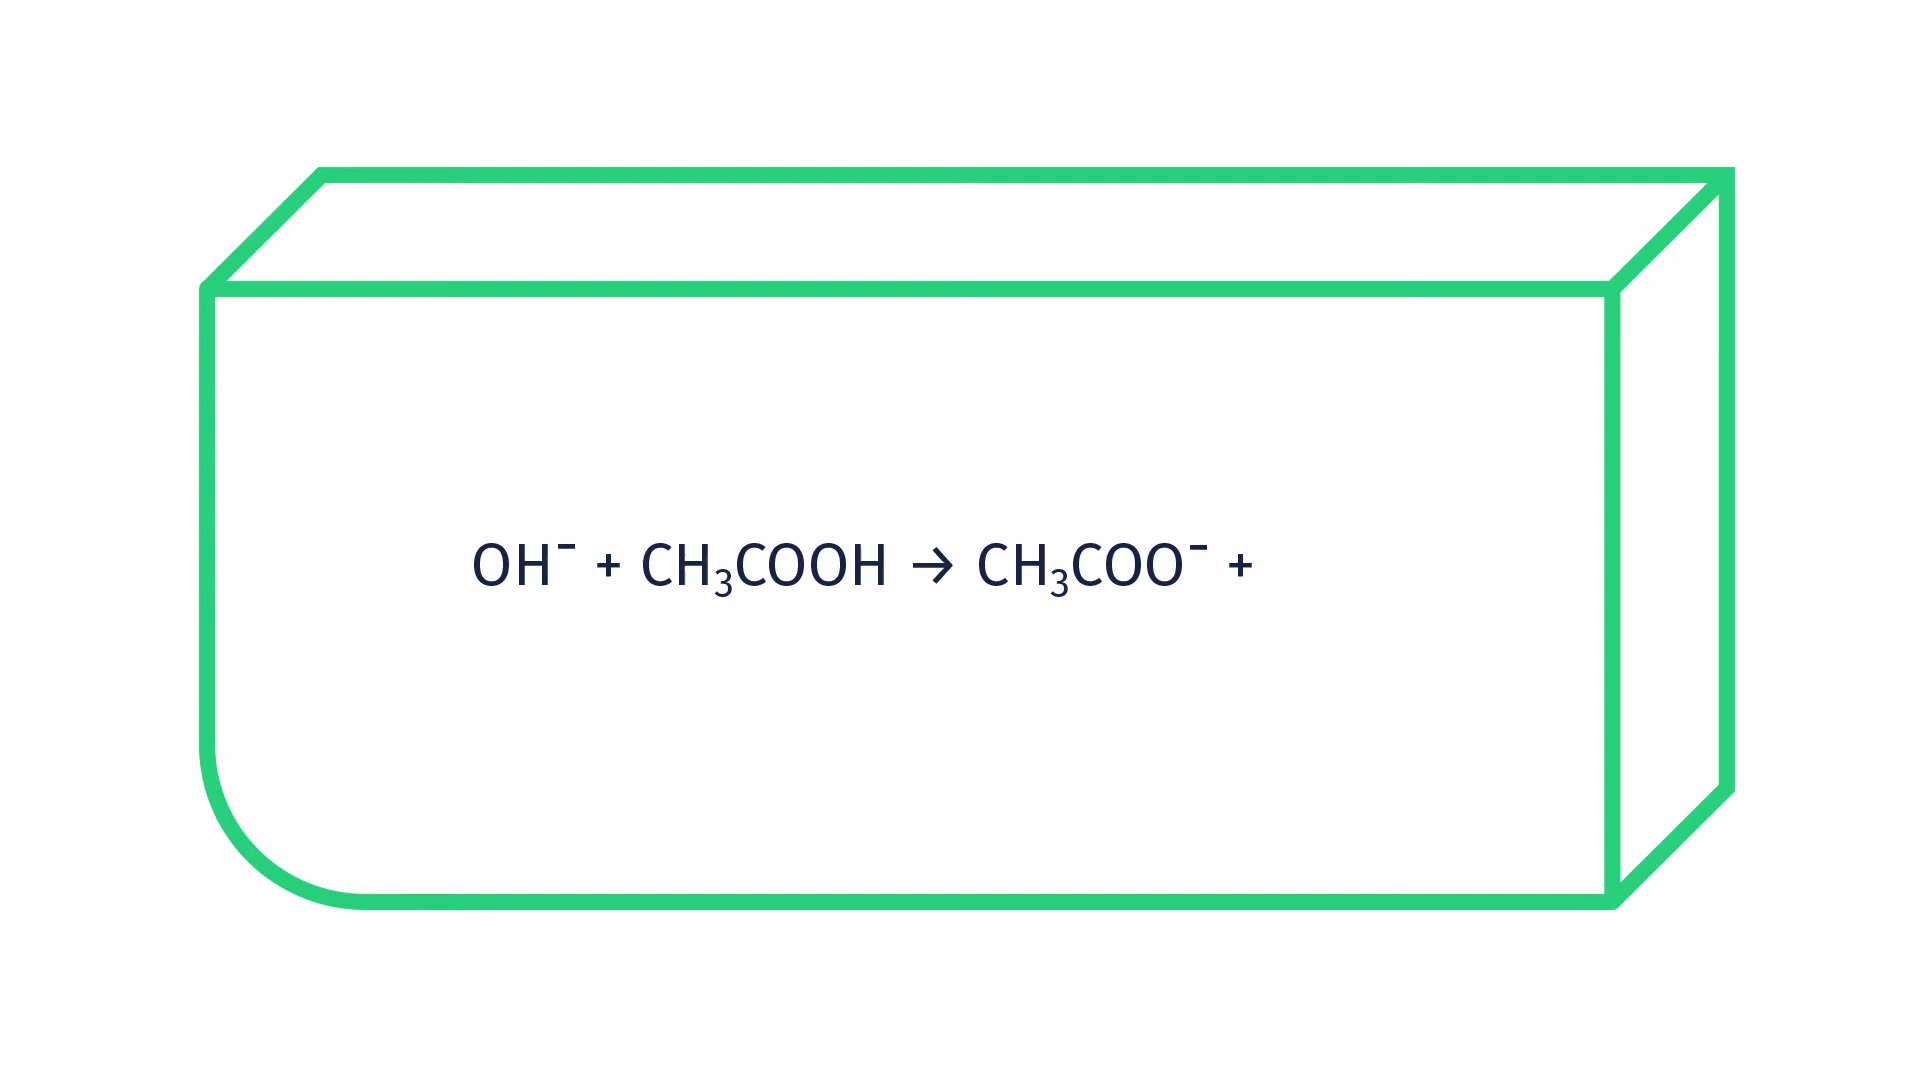 OH⁻ + CH₃COOH → CH₃COO⁻ +